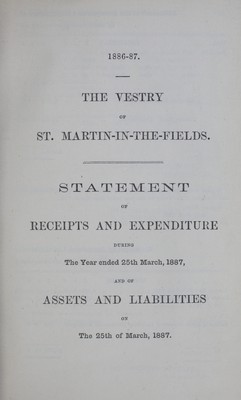 1886-87.
THE VESTRY
OF
ST. MARTIN-IN-THE-FIELDS.
STATEMENT
OF
RECEIPTS AND EXPENDITURE
DURING
The Year ended 25th March, 1887,
AND OF
ASSETS AND LIABILITIES
ON
The 25th of March, 1887.